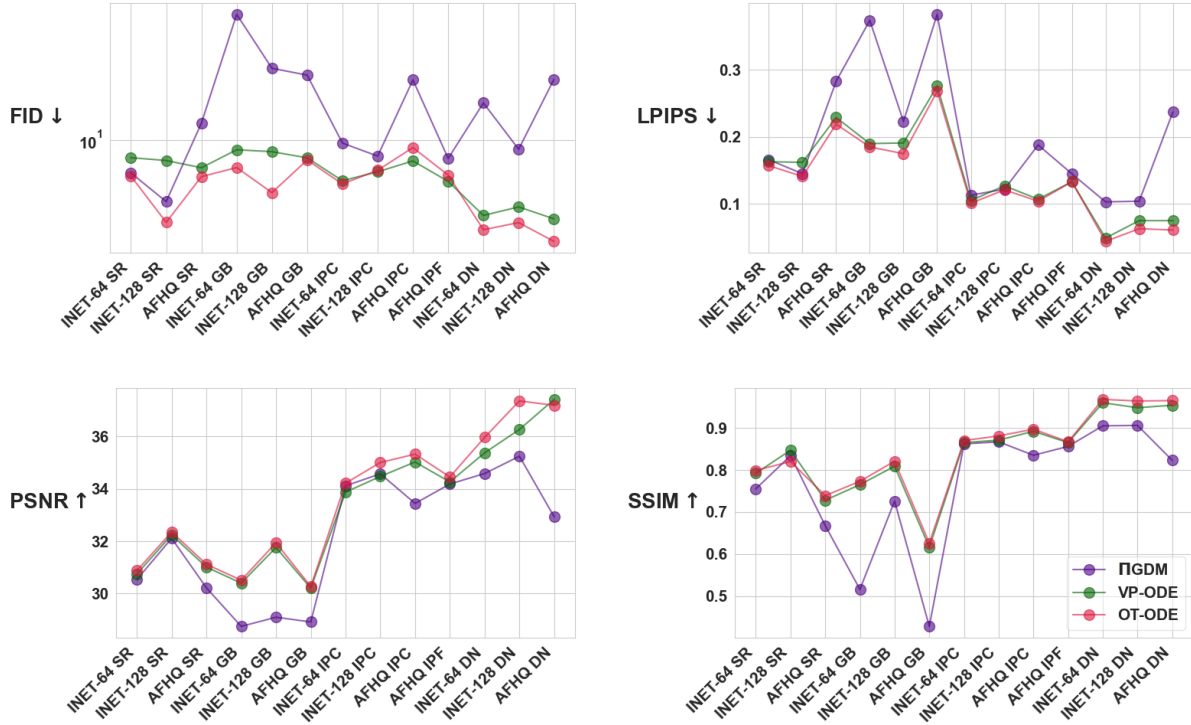 FID ↓
10¹
INET-64 SR
INET-128 SR
AFHQ SR
INET-64 GB
INET-128 GB
AFHQ GB
INET-64 IPC
INET-128 IPC
AFHQ IPC
AFHQ IPF
INET-64 DN
INET-128 DN
AFHQ DN
LPIPS ↓
0.3
0.2
0.1
INET-64 SR
INET-128 SR
AFHQ SR
INET-64 GB
INET-128 GB
AFHQ GB
INET-64 IPC
INET-128 IPC
AFHQ IPC
AFHQ IPF
INET-64 DN
INET-128 DN
AFHQ DN
PSNR ↑
36
34
32
30
INET-64 SR
INET-128 SR
AFHQ SR
INET-64 GB
INET-128 GB
AFHQ GB
INET-64 IPC
INET-128 IPC
AFHQ IPC
AFHQ IPF
INET-64 DN
INET-128 DN
AFHQ DN
SSIM ↑
0.9
0.8
0.7
0.6
0.5
ΠGDM
VP-ODE
OT-ODE
INET-64 SR
INET-128 SR
AFHQ SR
INET-64 GB
INET-128 GB
AFHQ GB
INET-64 IPC
INET-128 IPC
AFHQ IPC
AFHQ IPF
INET-64 DN
INET-128 DN
AFHQ DN